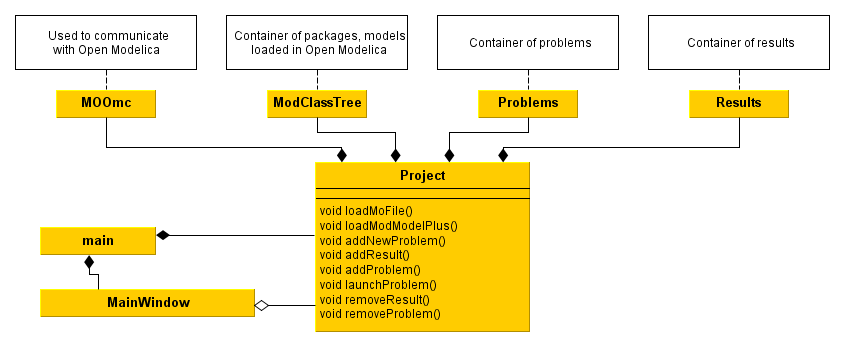 Used to communicate
with Open Modelica
Container of packages, models
loaded in Open Modelica
Container of problems
Container of results
MOOmc
ModClassTree
Problems
Results
Project
void loadMoFile()
void loadModModelPlus()
void addNewProblem()
void addResult()
void addProblem()
void launchProblem()
void removeResult()
void removeProblem()
main
MainWindow